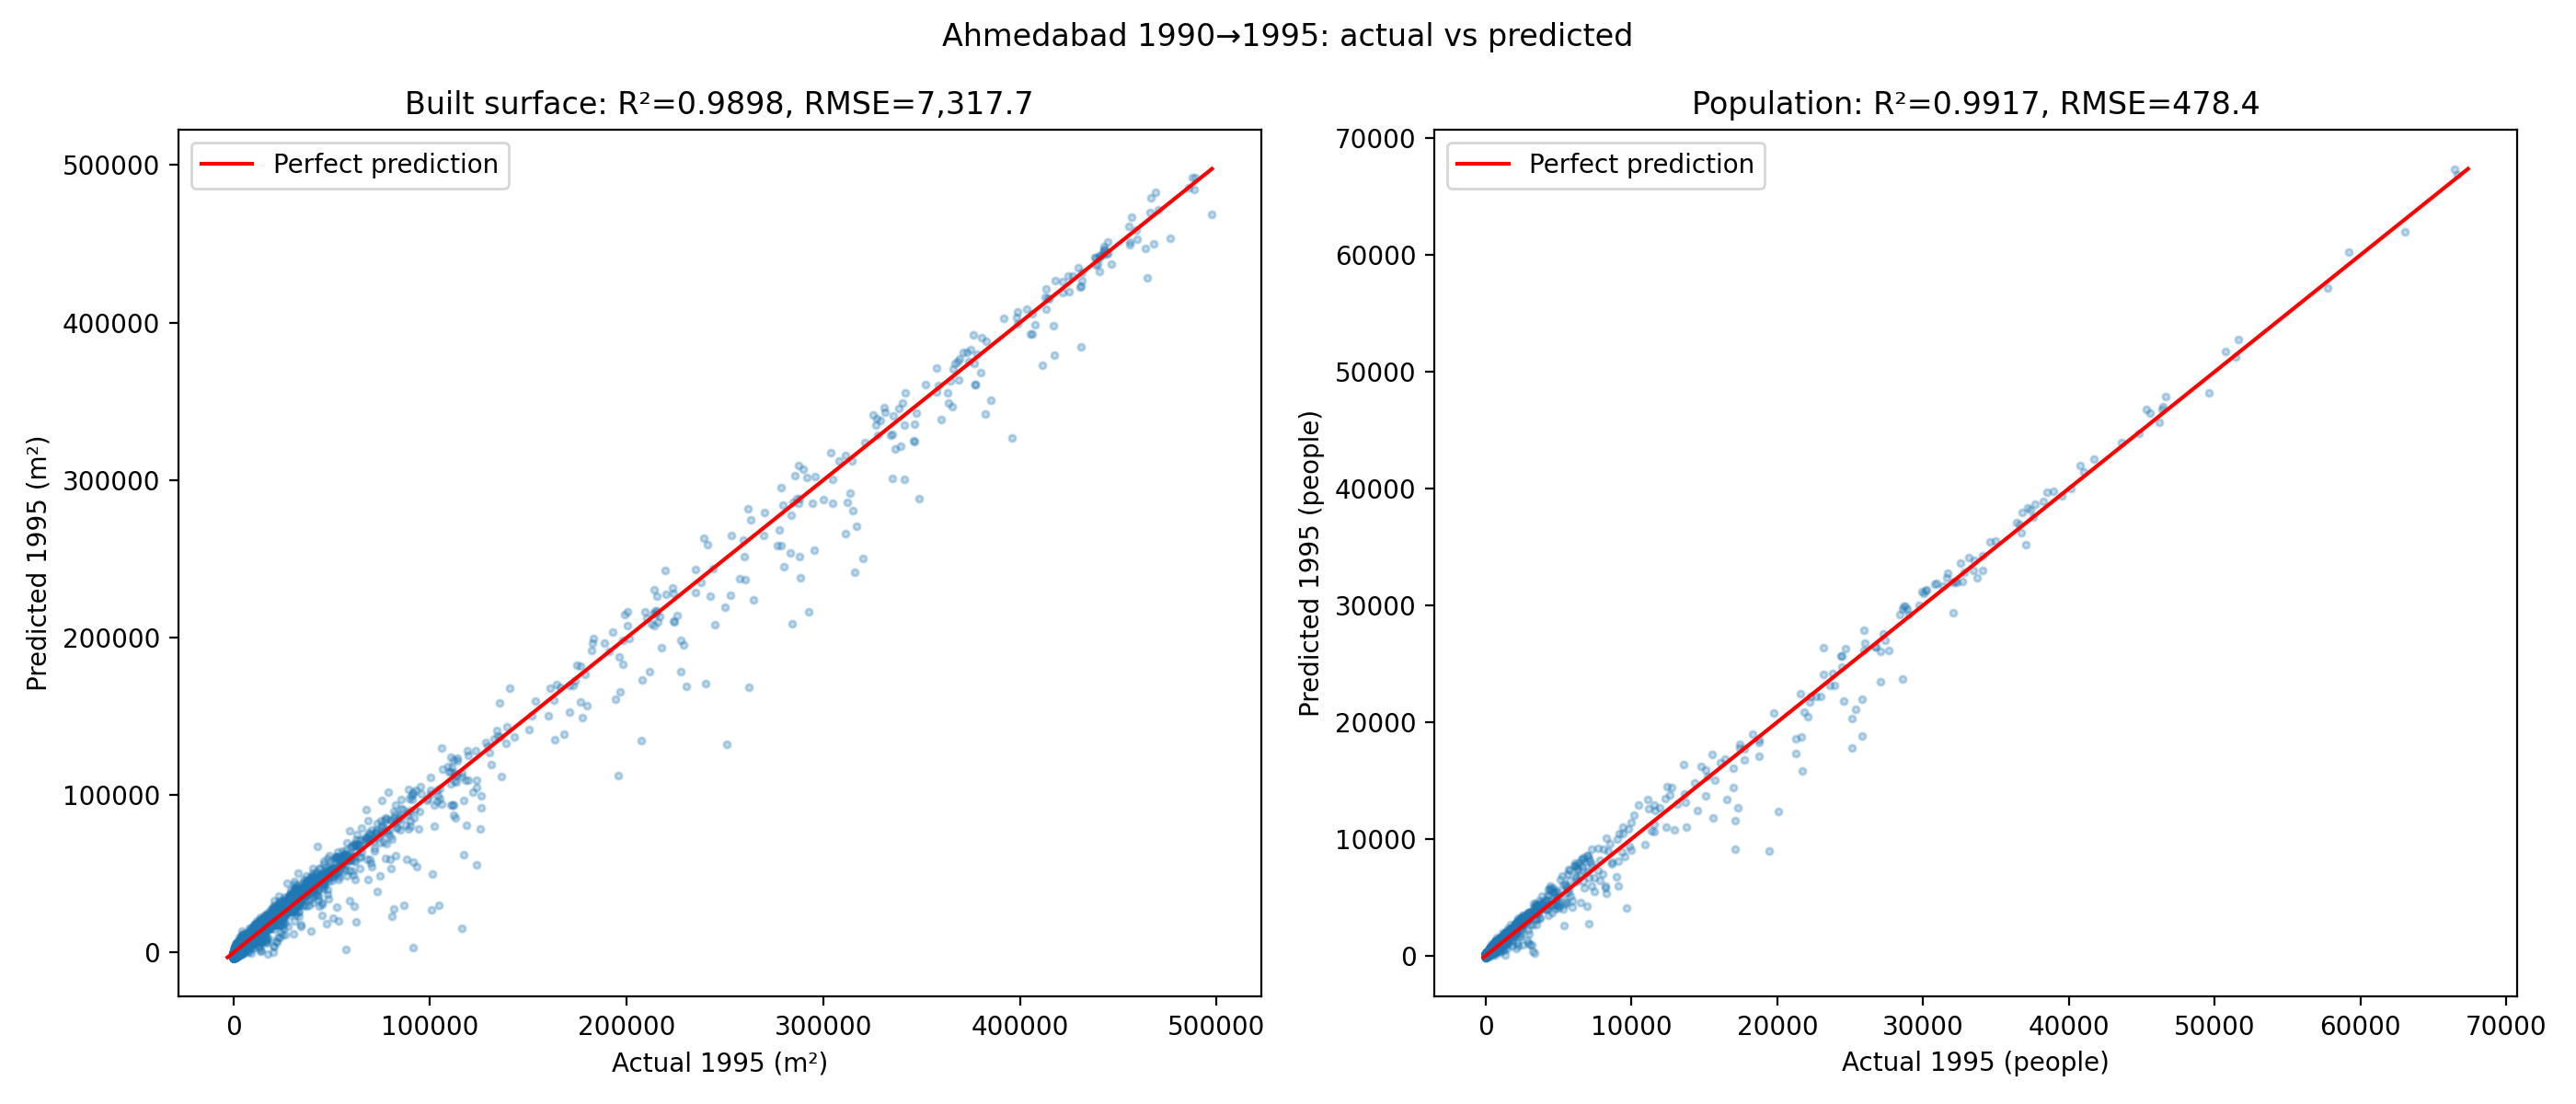 Ahmedabad 1990→1995: actual vs predicted
Built surface: R²=0.9898, RMSE=7,317.7
Perfect prediction
500000
400000
300000
200000
100000
0
Predicted 1995 (m²)
0 100000 200000 300000 400000 500000
Actual 1995 (m²)
Population: R²=0.9917, RMSE=478.4
Perfect prediction
70000
60000
50000
40000
30000
20000
10000
0
Predicted 1995 (people)
0 10000 20000 30000 40000 50000 60000 70000
Actual 1995 (people)